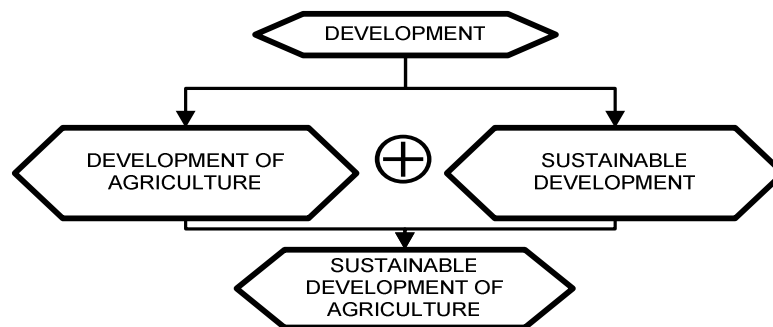 DEVELOPMENT
DEVELOPMENT OF
AGRICULTURE
SUSTAINABLE
DEVELOPMENT
SUSTAINABLE
DEVELOPMENT OF
AGRICULTURE